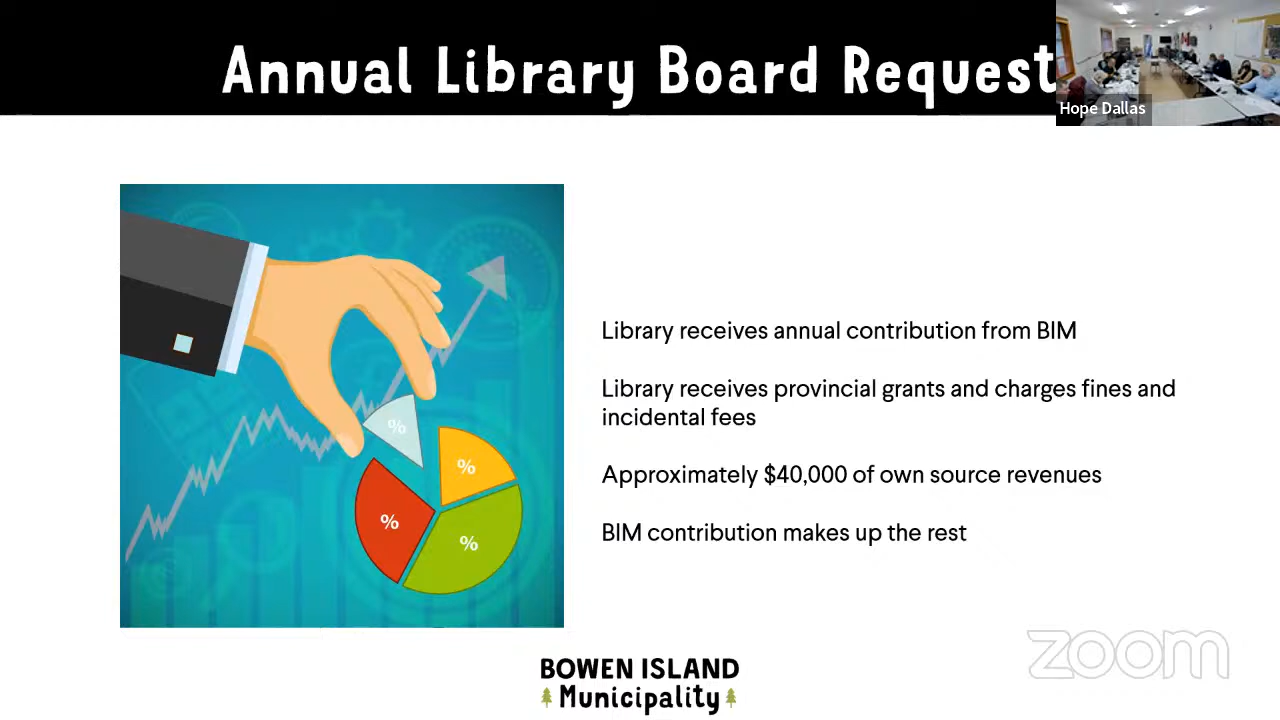 Annual Library Board Request
Hope Dallas
Library receives annual contribution from BIM
Library receives provincial grants and charges fines and
incidental fees
Approximately $40,000 of own source revenues
BIM contribution makes up the rest
%
%
%
%
zoom
BOWEN ISLAND
Municipality